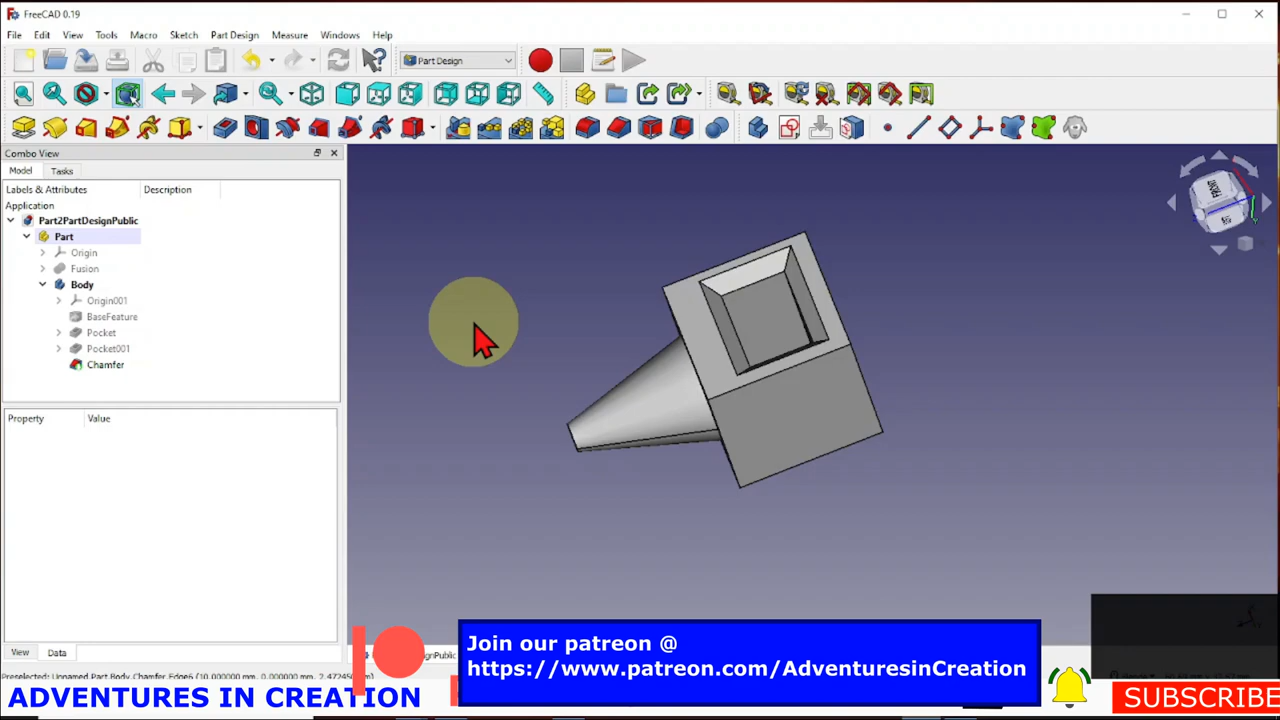 FreeCAD 0.19
File Edit View Tools Macro Sketch Part Design Measure Windows Help
Part Design
Combo View
Model Tasks
Labels & Attributes Description
Application
Part2PartDesignPublic
Part
Origin
Fusion
Body
Origin001
BaseFeature
Pocket
Pocket001
Chamfer
FRONT
Property Value
View Data
Join our patreon @
https://www.patreon.com/AdventuresinCreation
ADVENTURES IN CREATION
SUBSCRIBE